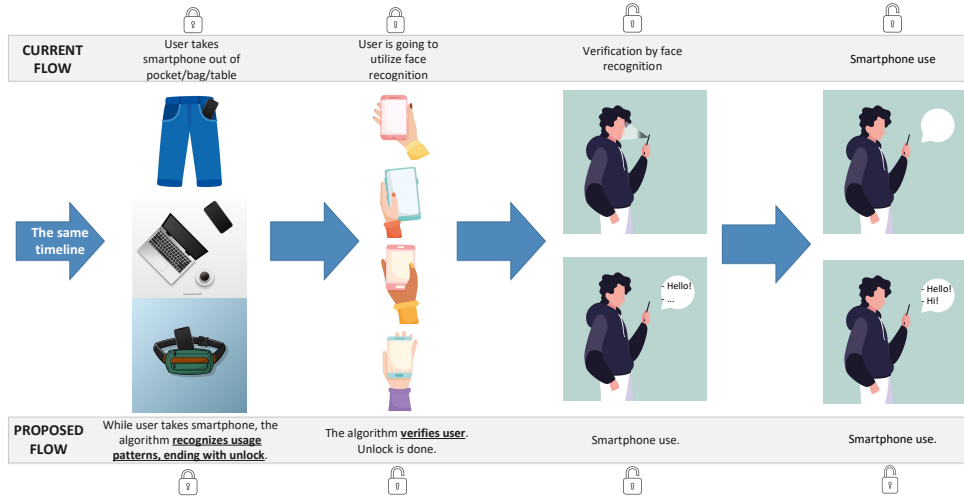 CURRENT
FLOW
User takes
smartphone out of
pocket/bag/table
User is going to
utilize face
recognition
Verification by face
recognition
Smartphone use
The same
timeline
- Hello!
- ...
- Hello!
- Hi!
PROPOSED
FLOW
While user takes smartphone, the
algorithm recognizes usage
patterns, ending with unlock.
The algorithm verifies user.
Unlock is done.
Smartphone use.
Smartphone use.